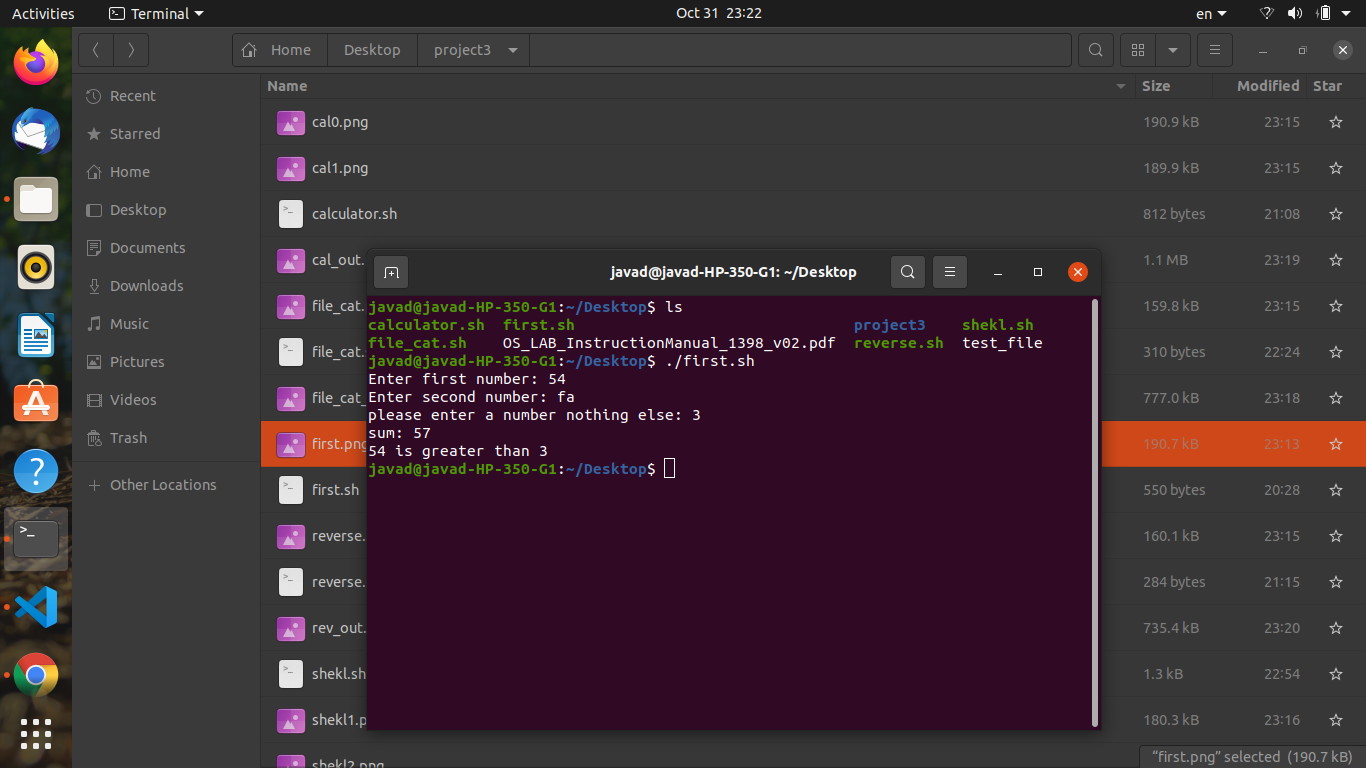 Activities Terminal Oct 31 23:22 en
Home Desktop project3
Recent
Starred
Home
Desktop
Documents
Downloads
Music
Pictures
Videos
Trash
Other Locations
Name Size Modified Star
cal0.png 190.9 kB 23:15
cal1.png 189.9 kB 23:15
calculator.sh 812 bytes 21:08
cal_out. 1.1 MB 23:19
file_cat. 159.8 kB 23:15
file_cat. 310 bytes 22:24
file_cat_ 777.0 kB 23:18
first.png 190.7 kB 23:13
first.sh 550 bytes 20:28
reverse. 160.1 kB 23:15
reverse. 284 bytes 21:15
rev_out. 735.4 kB 23:20
shekl.sh 1.3 kB 22:54
shekl1.p 180.3 kB 23:16
shekl2.png
"first.png" selected (190.7 kB)
javad@javad-HP-350-G1: ~/Desktop
javad@javad-HP-350-G1:~/Desktop$ ls
calculator.sh first.sh project3 shekl.sh
file_cat.sh OS_LAB_InstructionManual_1398_v02.pdf reverse.sh test_file
javad@javad-HP-350-G1:~/Desktop$ ./first.sh
Enter first number: 54
Enter second number: fa
please enter a number nothing else: 3
sum: 57
54 is greater than 3
javad@javad-HP-350-G1:~/Desktop$